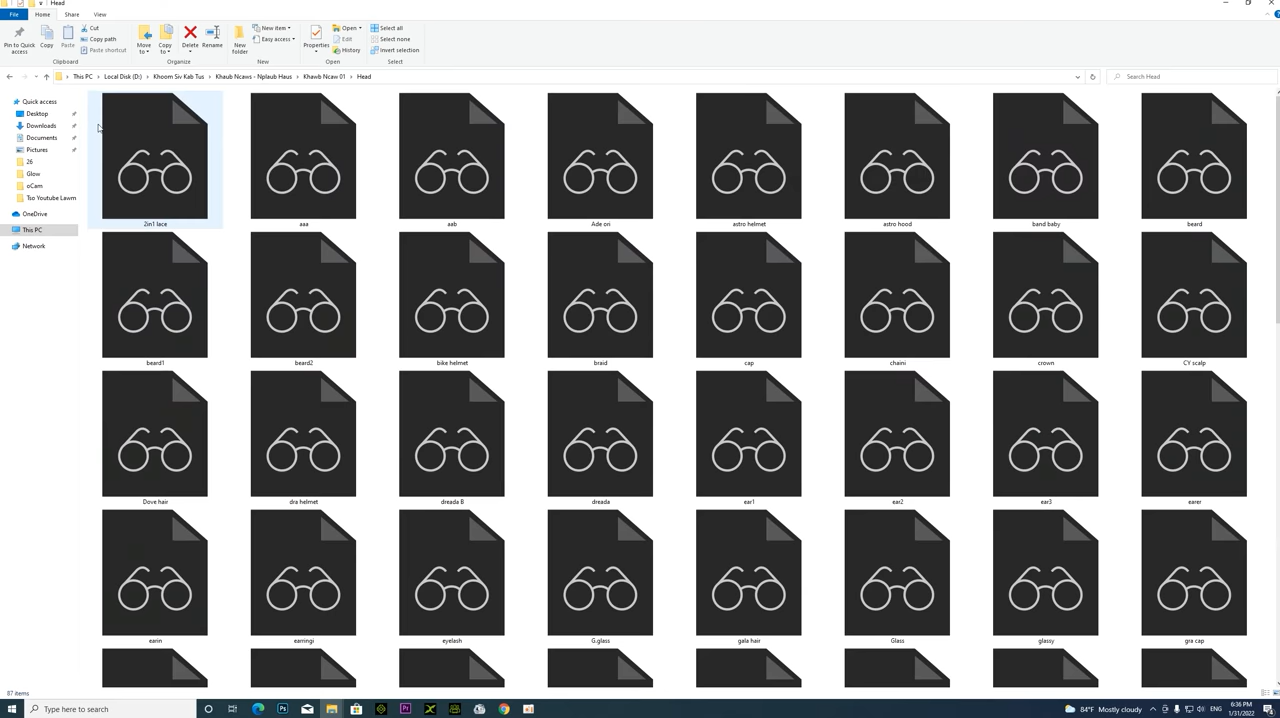 Head
File Home Share View
Pin to Quick access
Copy
Paste
Cut
Copy path
Paste shortcut
Clipboard
Move to
Copy to
Delete
Rename
Organize
New folder
New item
Easy access
New
Properties
Open
Edit
History
Open
Select all
Select none
Invert selection
Select
This PC > Local Disk (D:) > Khoom Siv Kab Tus > Khaub Ncaws - Nplaub Haus > Khawb Ncaw 01 > Head
Search Head
Quick access
Desktop
Downloads
Documents
Pictures
26
Glow
oCam
Tso Youtube Lawm
OneDrive
This PC
Network
2in1 lace aaa aab Ade ori astro helmet astro hood band baby beard
beard1 beard2 bike helmet braid cap chaini crown CY scalp
Dove hair dra helmet dreada B dreada ear1 ear2 ear3 earer
earin earringi eyelash G.glass gala hair Glass glassy gra cap
87 items
Type here to search
84°F Mostly cloudy
ENG
6:36 PM
1/31/2022